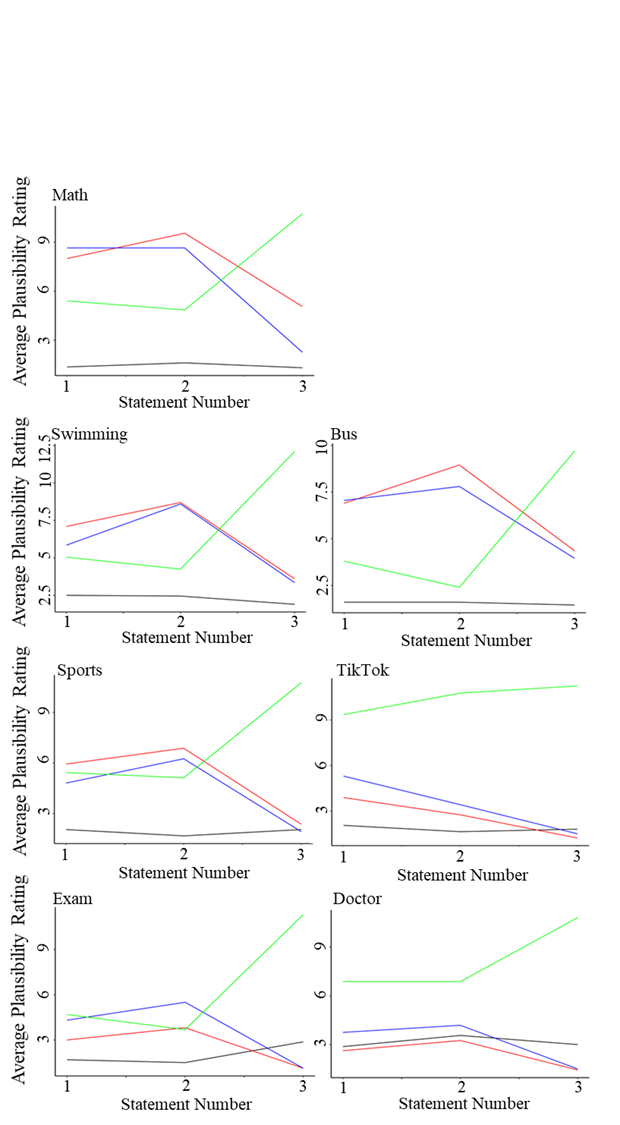 Math
Average Plausibility Rating
9
6
3
1 2 3
Statement Number
Swimming
Average Plausibility Rating
12.5
10
7.5
5
2.5
1 2 3
Statement Number
Bus
10
7.5
5
2.5
1 2 3
Statement Number
Sports
Average Plausibility Rating
9
6
3
1 2 3
Statement Number
TikTok
9
6
3
1 2 3
Statement Number
Exam
Average Plausibility Rating
9
6
3
1 2 3
Statement Number
Doctor
9
6
3
1 2 3
Statement Number